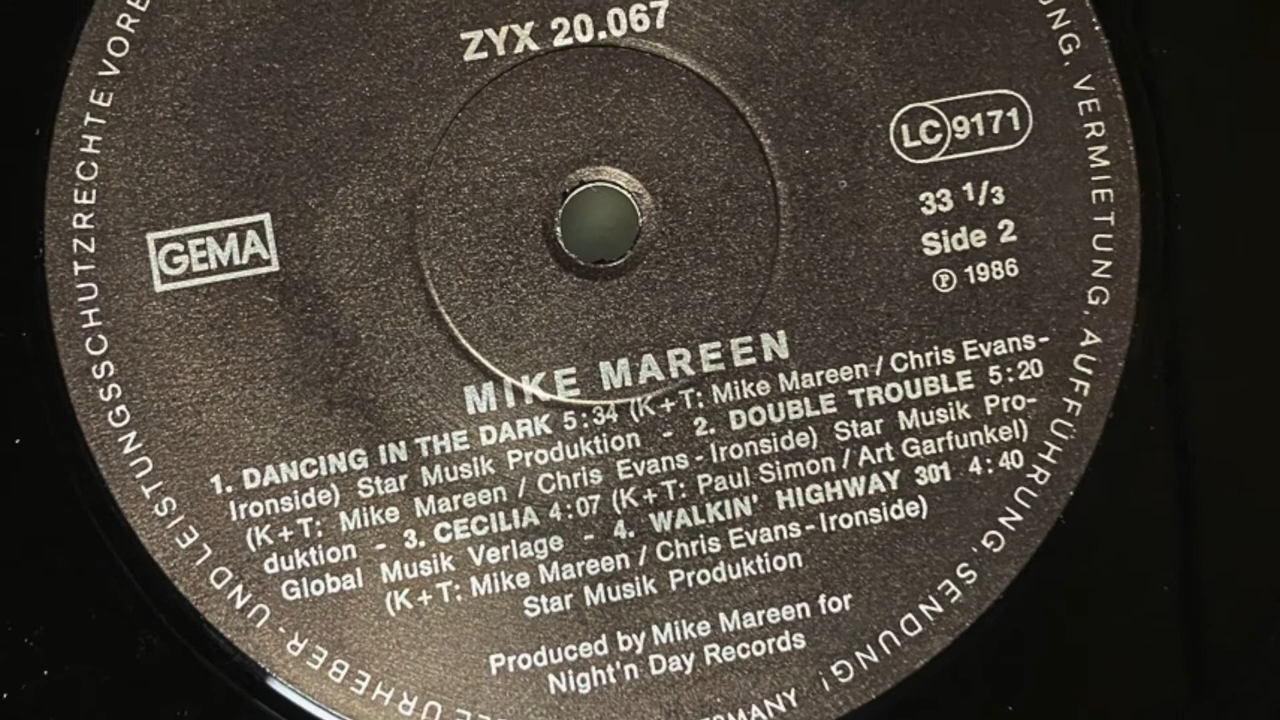 ZYX 20.067
LC 9171
33 1/3
Side 2
℗ 1986
GEMA
MIKE MAREEN
1. DANCING IN THE DARK 5:34 (K+T: Mike Mareen / Chris Evans-
Ironside) Star Musik Produktion - 2. DOUBLE TROUBLE 5:20
(K+T: Mike Mareen / Chris Evans-Ironside) Star Musik Pro-
duktion - 3. CECILIA 4:07 (K+T: Paul Simon / Art Garfunkel)
Global Musik Verlage - 4. WALKIN' HIGHWAY 301 4:40
(K+T: Mike Mareen / Chris Evans-Ironside)
Star Musik Produktion
Produced by Mike Mareen for
Night'n Day Records
URHEBER- UND LEISTUNGSSCHUTZRECHTE
VERMIETUNG, AUFFÜHRUNG, SENDUNG!